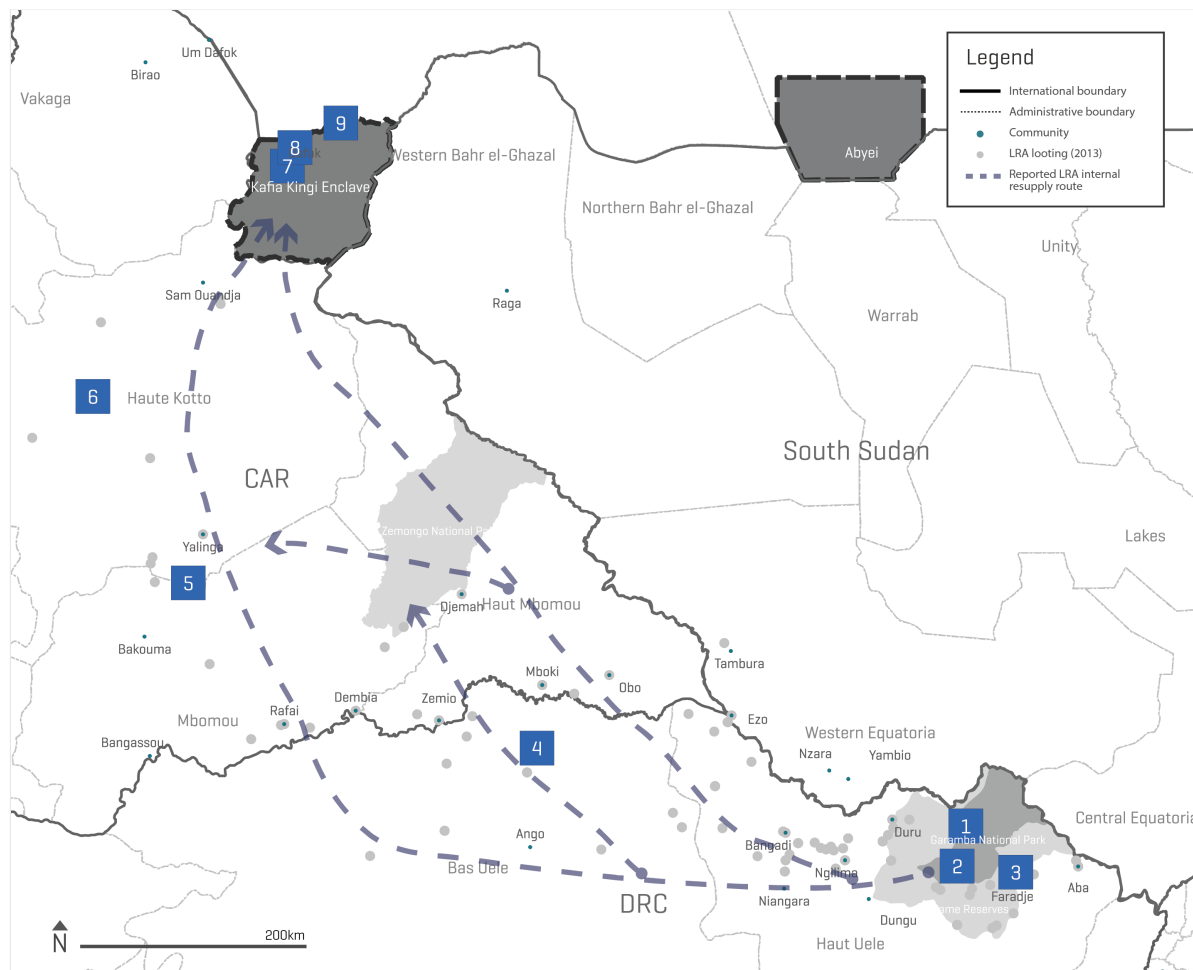 Legend
International boundary
Administrative boundary
Community
LRA looting (2013)
Reported LRA internal
resupply route
Um Dafok
Birao
Vakaga
9
8
7
Kafia Kingi Enclave
Western Bahr el-Ghazal
Abyei
Northern Bahr el-Ghazal
Unity
Sam Ouandja
Raga
Warrab
6
Haute Kotto
CAR
South Sudan
Zemongo National
Yalinga
Lakes
5
Djemah
Haut Mbomou
Bakouma
Tambura
Mboki
Obo
Dembia
Zemio
Mbomou
Rafai
Ezo
Bangassou
4
Western Equatoria
Nzara
Yambio
Central Equatoria
1
Duru
Garamba National Park
Ango
Bangadi
Bas Uele
2
3
Ngilima
Faradje
Aba
Niangara
DRC
Dungu
Reserves
Haut Uele
N
200km